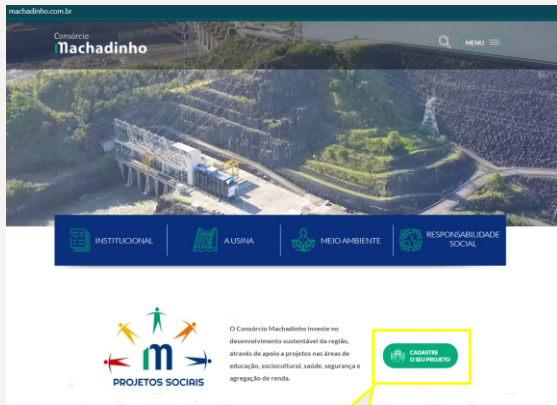 machadinho.com.br
Consórcio
Machadinho
MENU
INSTITUCIONAL
A USINA
MEIO AMBIENTE
RESPONSABILIDADE
SOCIAL
O Consórcio Machadinho investe no
desenvolvimento sustentável da região,
através de apoio a projetos nas áreas de
educação, sociocultural, saúde, segurança e
agregação de renda.
m
PROJETOS SOCIAIS
CADASTRE
O SEU PROJETO